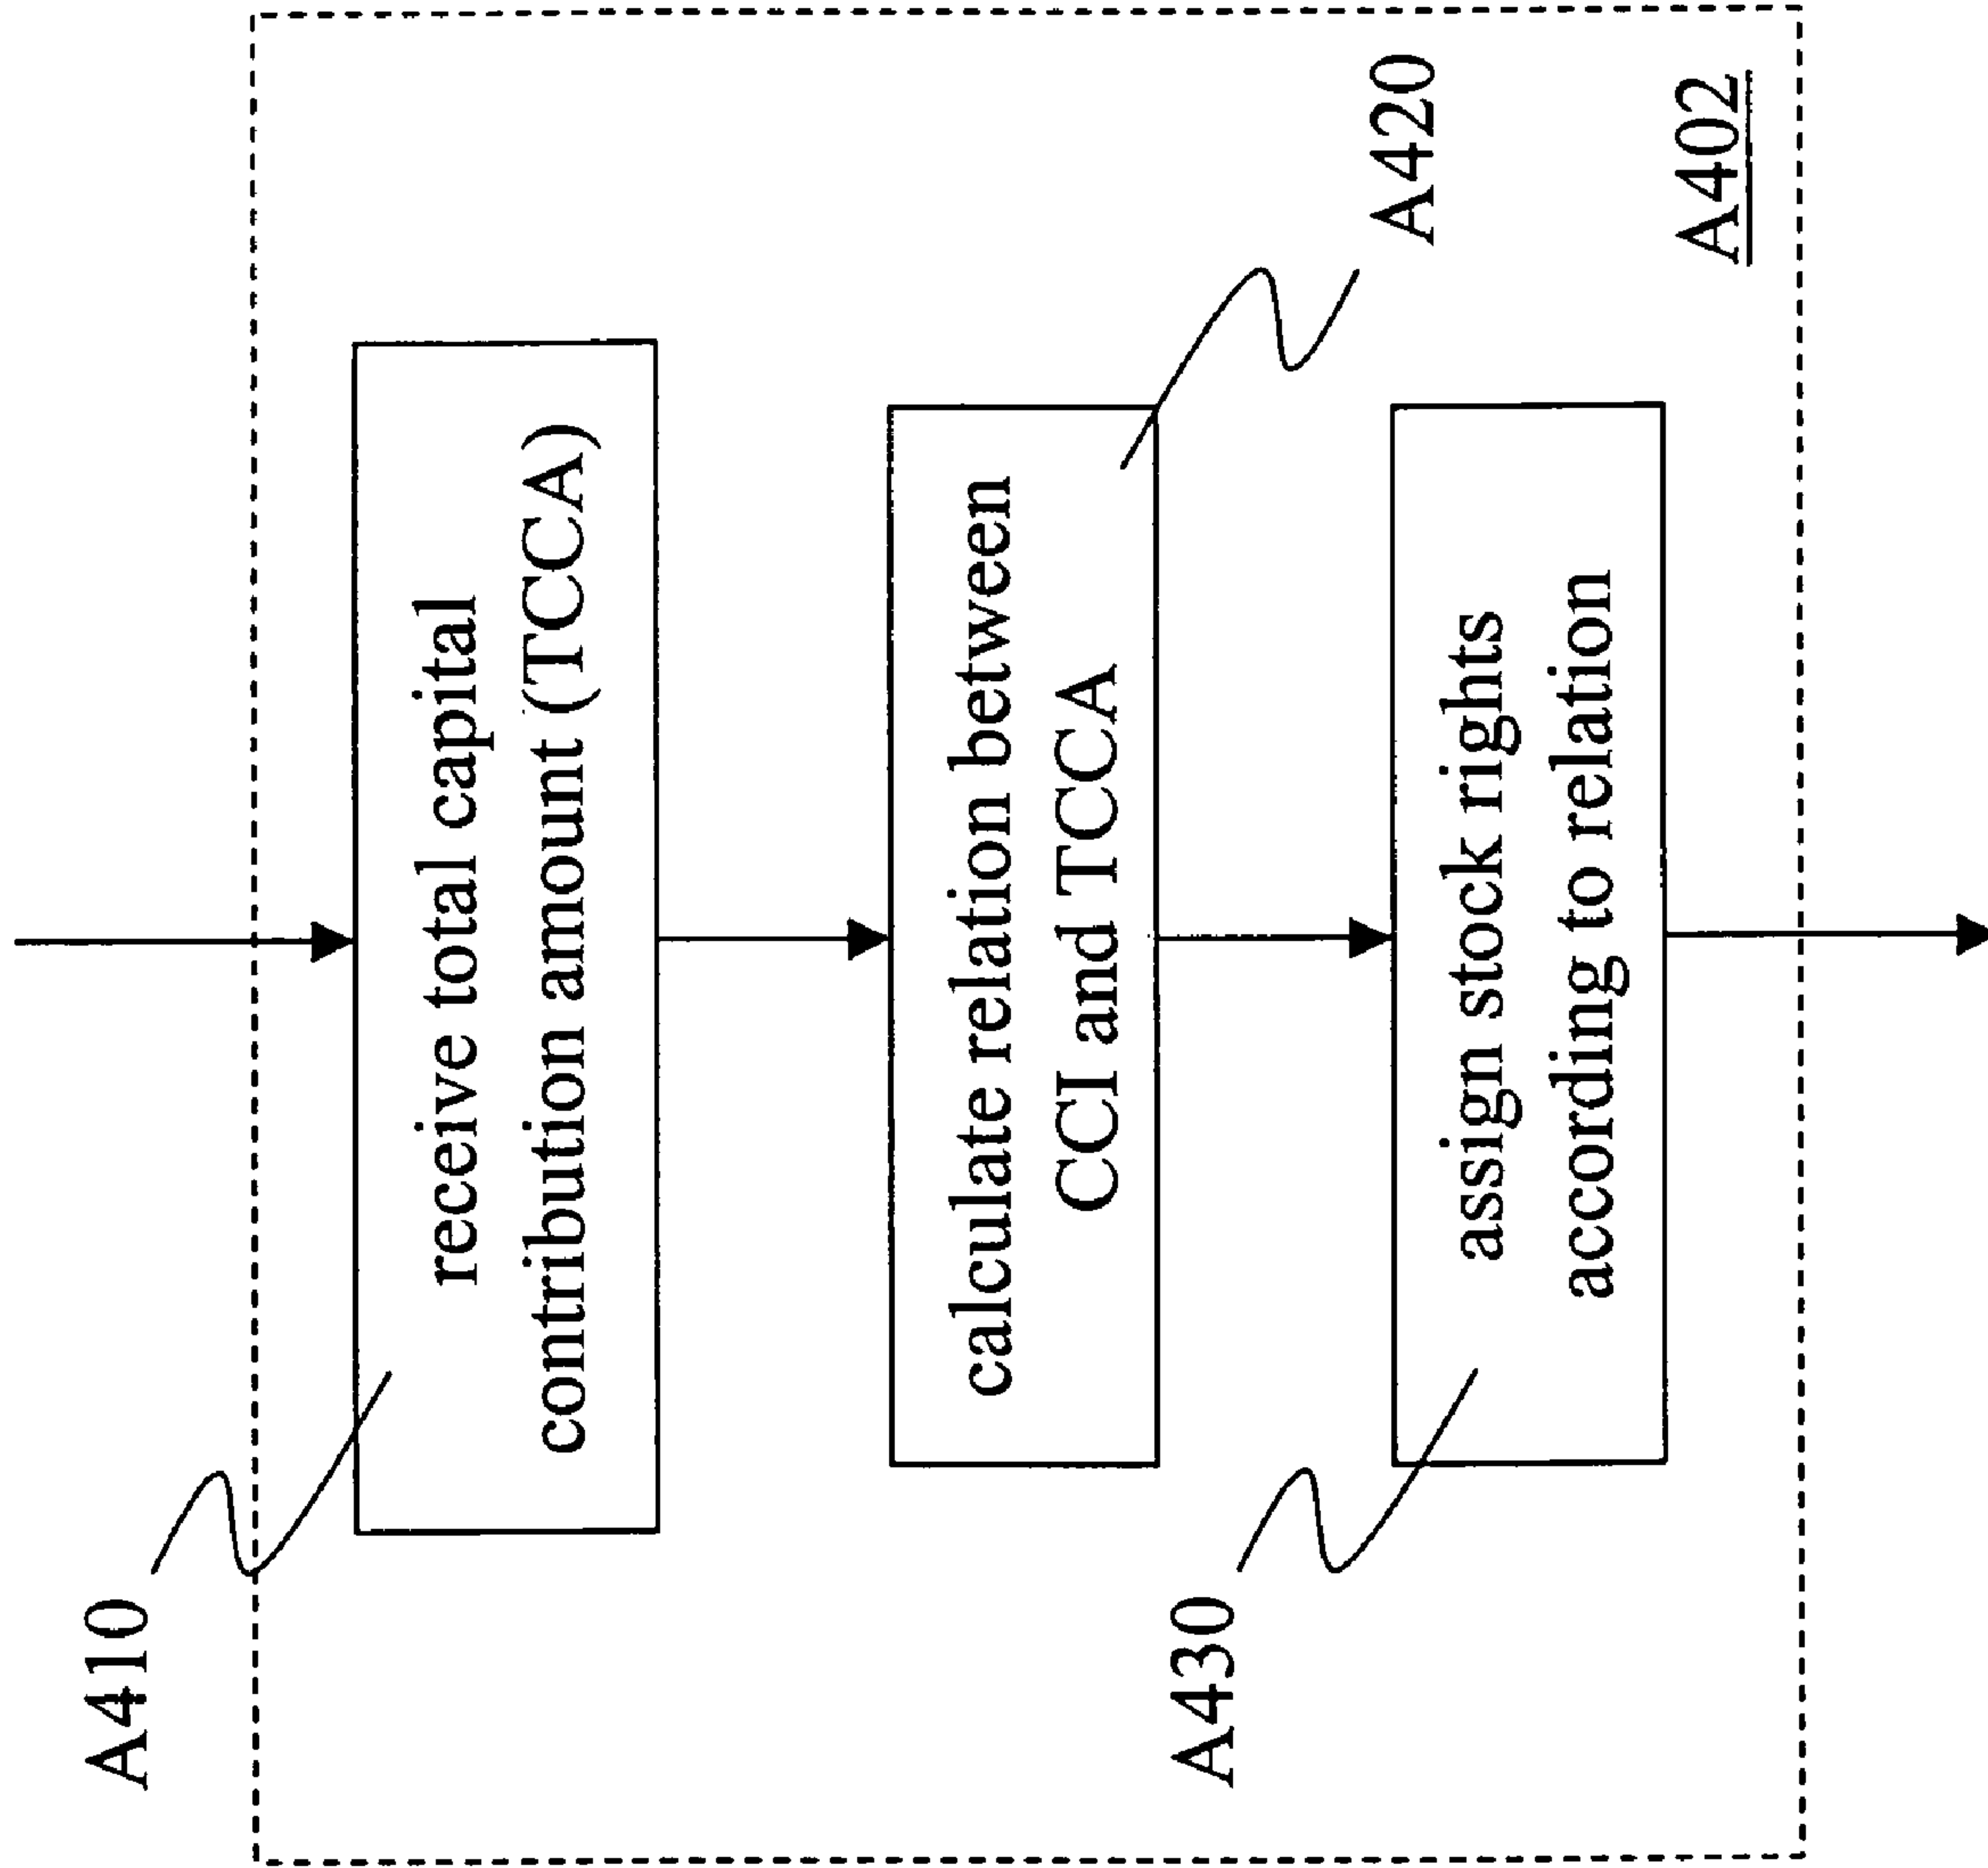 A410
receive total capital
contribution amount (TCCA)
calculate relation between
CCI and TCCA
A420
A430
assign stock rights
according to relation
A402